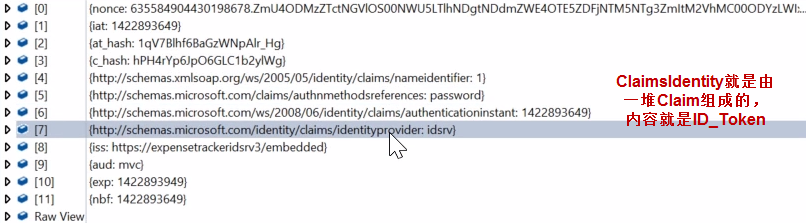 [0] {nonce: 635584904430198678.ZmU4ODMzZTctNGVlOS00NWU5LTlhNDgtNDdmZWE4OTE5ZDFjNTM5NTg3ZmItM2VhMC00ODYzLWI:...
[1] {iat: 1422893649}
[2] {at_hash: 1qV7Blhf6BaGzWNpAlr_Hg}
[3] {c_hash: hPH4rYp6JpO6GLC1b2ylWg}
[4] {http://schemas.xmlsoap.org/ws/2005/05/identity/claims/nameidentifier: 1}
[5] {http://schemas.microsoft.com/claims/authnmethodsreferences: password}
[6] {http://schemas.microsoft.com/ws/2008/06/identity/claims/authenticationinstant: 1422893649}
[7] {http://schemas.microsoft.com/identity/claims/identityprovider: idsrv}
[8] {iss: https://expensetrackeridsrv3/embedded}
[9] {aud: mvc}
[10] {exp: 1422893949}
[11] {nbf: 1422893649}
Raw View
ClaimsIdentity就是由
一堆Claim组成的，
内容就是ID_Token